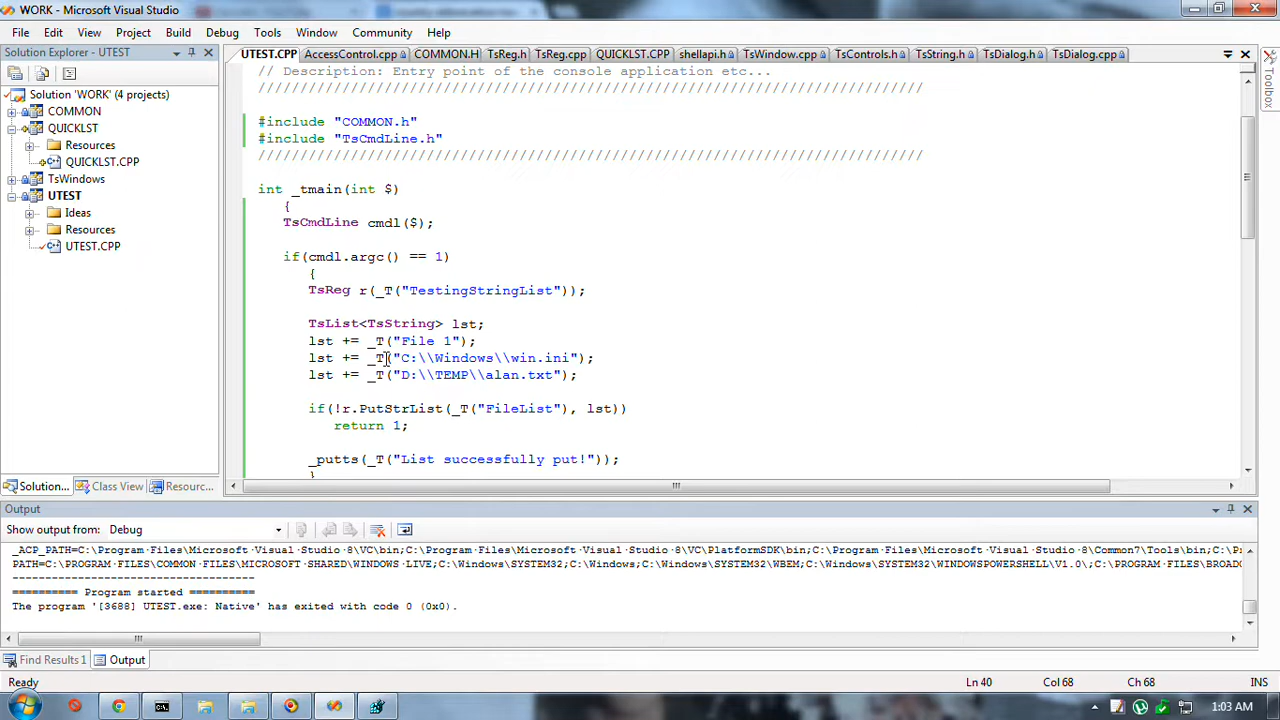 WORK - Microsoft Visual Studio
File Edit View Project Build Debug Tools Window Community Help
Solution Explorer - UTEST
UTEST.CPP AccessControl.cpp COMMON.H TsReg.h TsReg.cpp QUICKLST.CPP shellapi.h TsWindow.cpp TsControls.h TsString.h TsDialog.h TsDialog.cpp
Toolbox
Solution 'WORK' (4 projects)
COMMON
QUICKLST
Resources
QUICKLST.CPP
TsWindows
UTEST
Ideas
Resources
UTEST.CPP
// Description: Entry point of the console application etc...
////////////////////////////////////////////////////////////////////////////////
#include "COMMON.h"
#include "TsCmdLine.h"
////////////////////////////////////////////////////////////////////////////////
int _tmain(int $)
{
TsCmdLine cmdl($);
if(cmdl.argc() == 1)
{
TsReg r(_T("TestingStringList"));
TsList<TsString> lst;
lst += _T("File 1");
lst += _T("C:\\Windows\\win.ini");
lst += _T("D:\\TEMP\\alan.txt");
if(!r.PutStrList(_T("FileList"), lst))
return 1;
_putts(_T("List successfully put!"));
}
Solution... Class View Resourc...
Output
Show output from: Debug
_ACP_PATH=C:\Program·Files\Microsoft·Visual·Studio·8\VC\bin;C:\Program·Files\Microsoft·Visual·Studio·8\VC\PlatformSDK\bin;C:\Program·Files\Microsoft·Visual·Studio·8\Common7\Tools\bin;C:\P
PATH=C:\PROGRAM·FILES\COMMON·FILES\MICROSOFT·SHARED\WINDOWS·LIVE;C:\Windows\SYSTEM32;C:\Windows;C:\Windows\SYSTEM32\WBEM;C:\Windows\SYSTEM32\WINDOWSPOWERSHELL\V1.0\;C:\PROGRAM·FILES\BROAD
-----------------------------------
========== Program started ==========
The program '[3688] UTEST.exe: Native' has exited with code 0 (0x0).
Find Results 1 Output
Ready Ln 40 Col 68 Ch 68 INS
1:03 AM